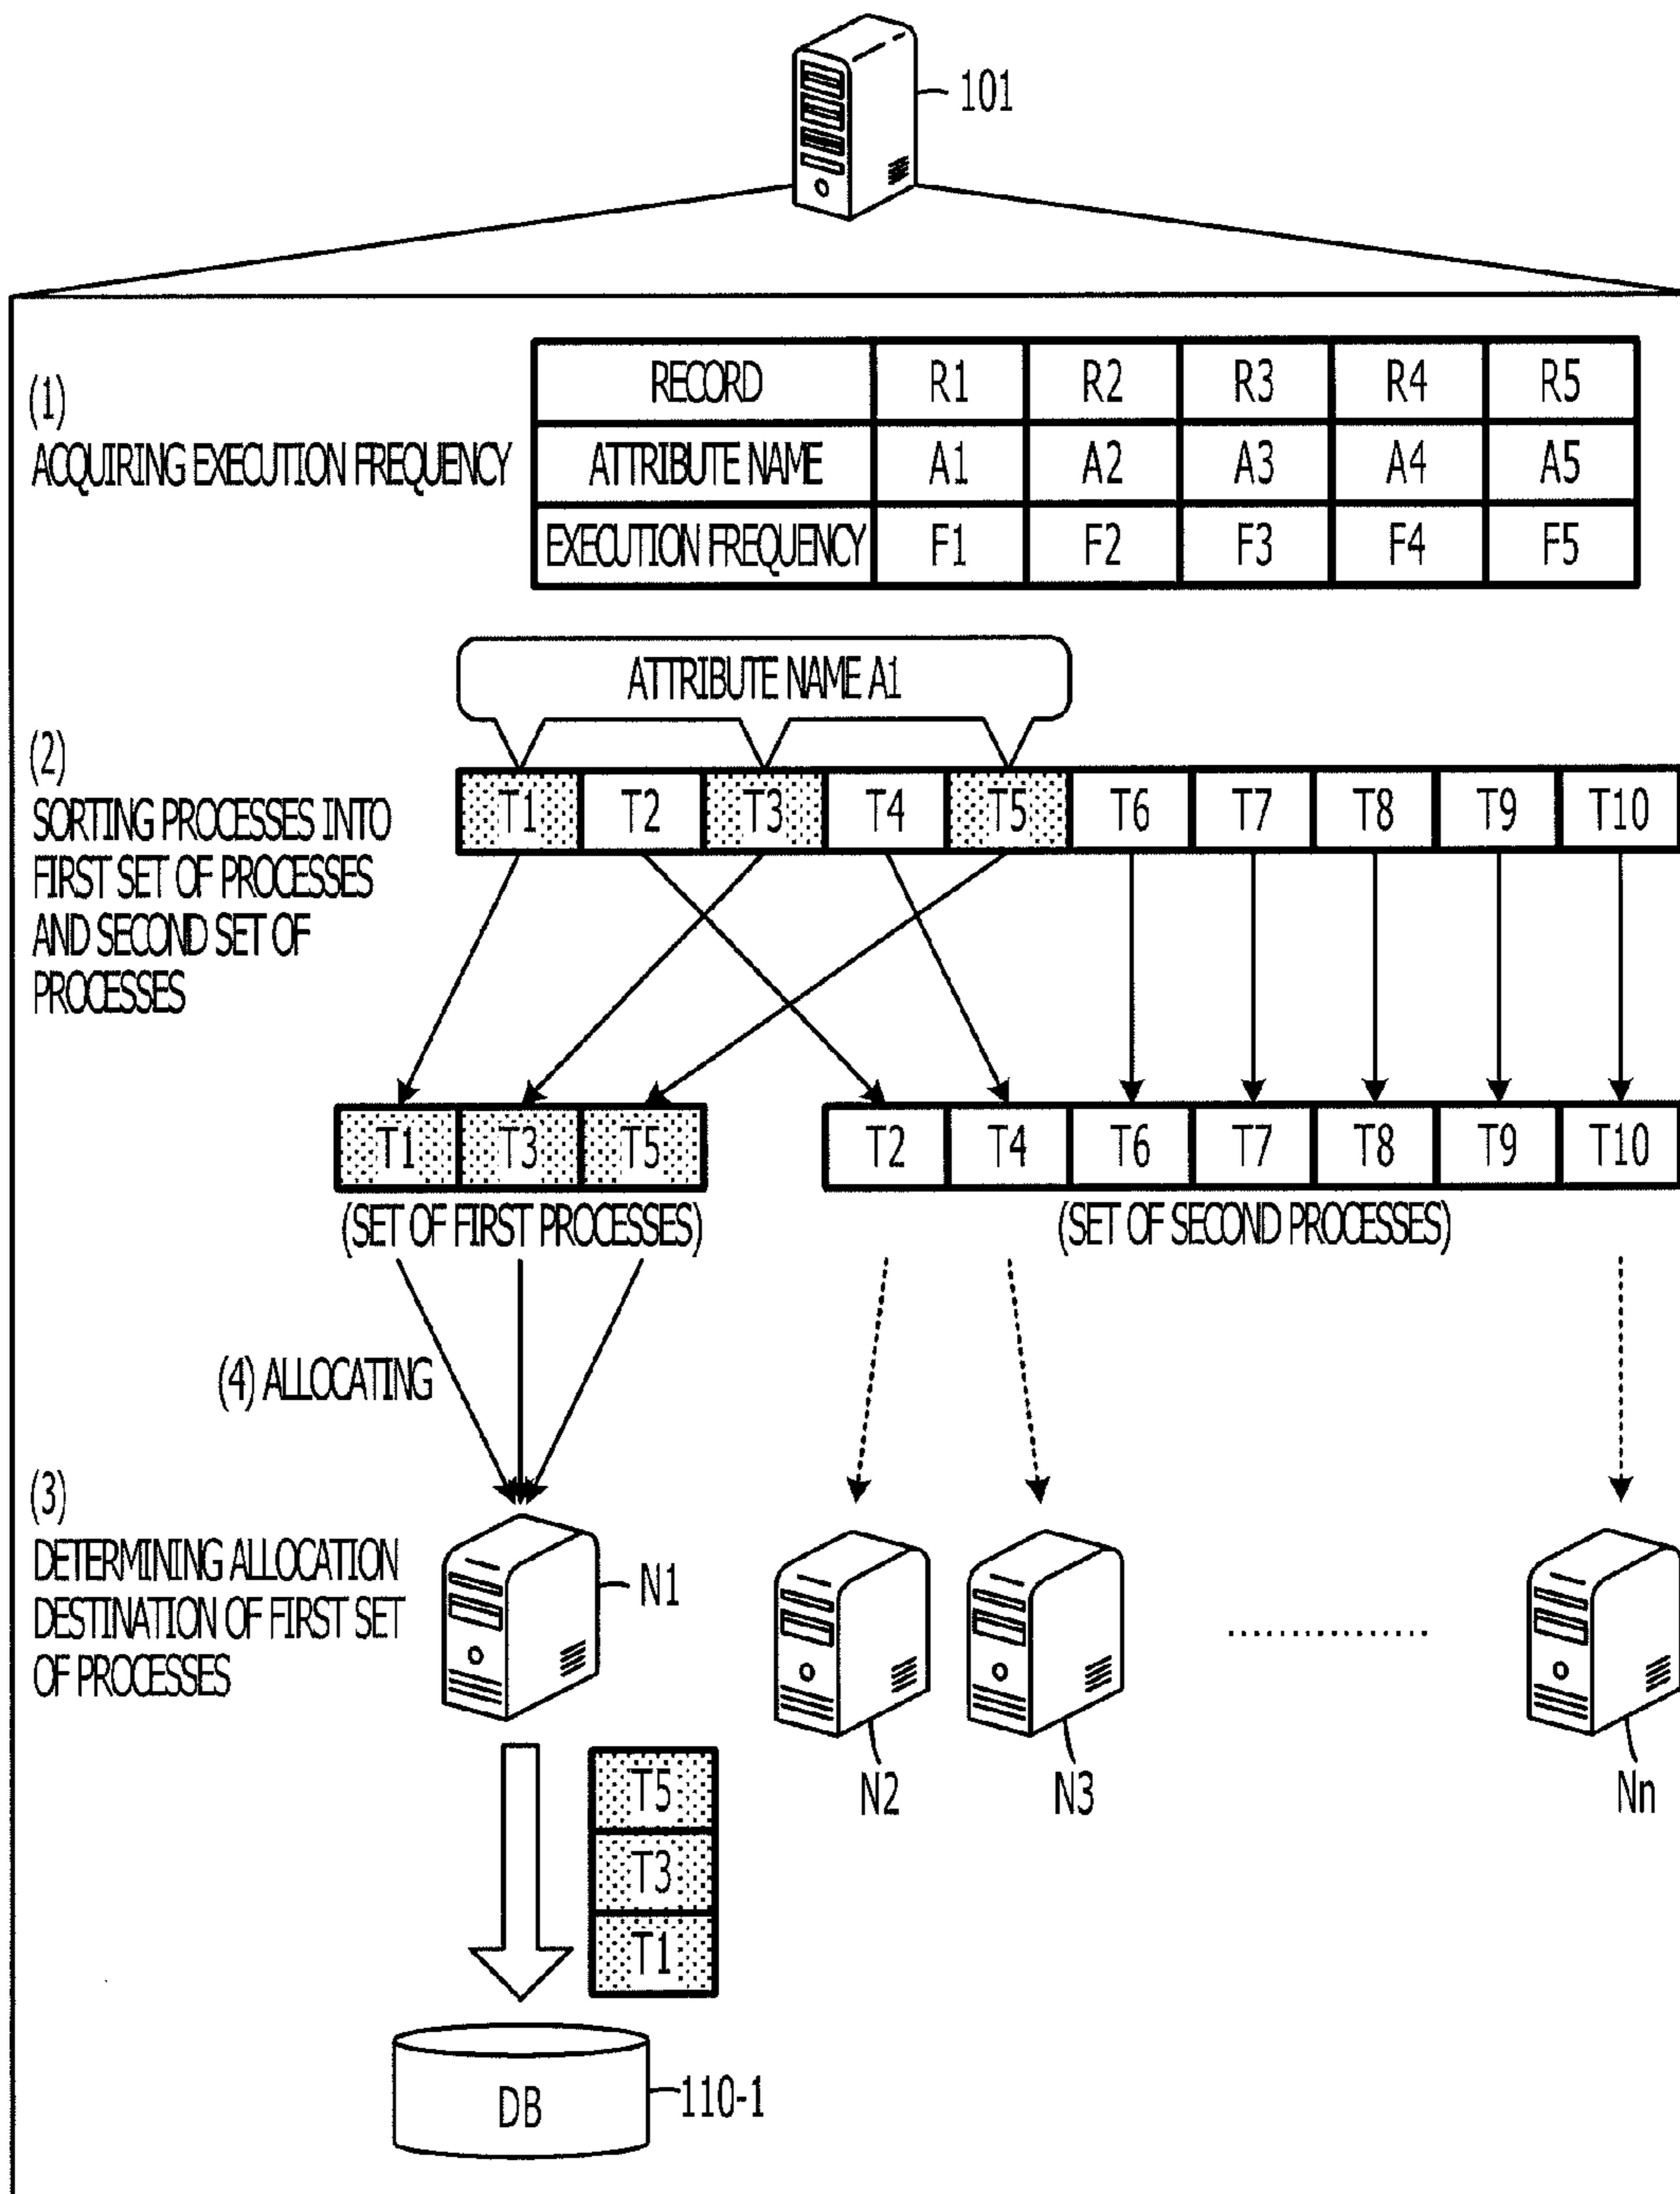 101
(1)
ACQUIRING EXECUTION FREQUENCY
RECORD R1 R2 R3 R4 R5
ATTRIBUTE NAME A1 A2 A3 A4 A5
EXECUTION FREQUENCY F1 F2 F3 F4 F5
ATTRIBUTE NAME A1
(2)
SORTING PROCESSES INTO
FIRST SET OF PROCESSES
AND SECOND SET OF
PROCESSES
T1 T2 T3 T4 T5 T6 T7 T8 T9 T10
T1 T3 T5
T2 T4 T6 T7 T8 T9 T10
(SET OF FIRST PROCESSES)
(SET OF SECOND PROCESSES)
(4) ALLOCATING
(3)
DETERMINING ALLOCATION
DESTINATION OF FIRST SET
OF PROCESSES
N1
N2
N3
Nn
T5
T3
T1
DB
110-1